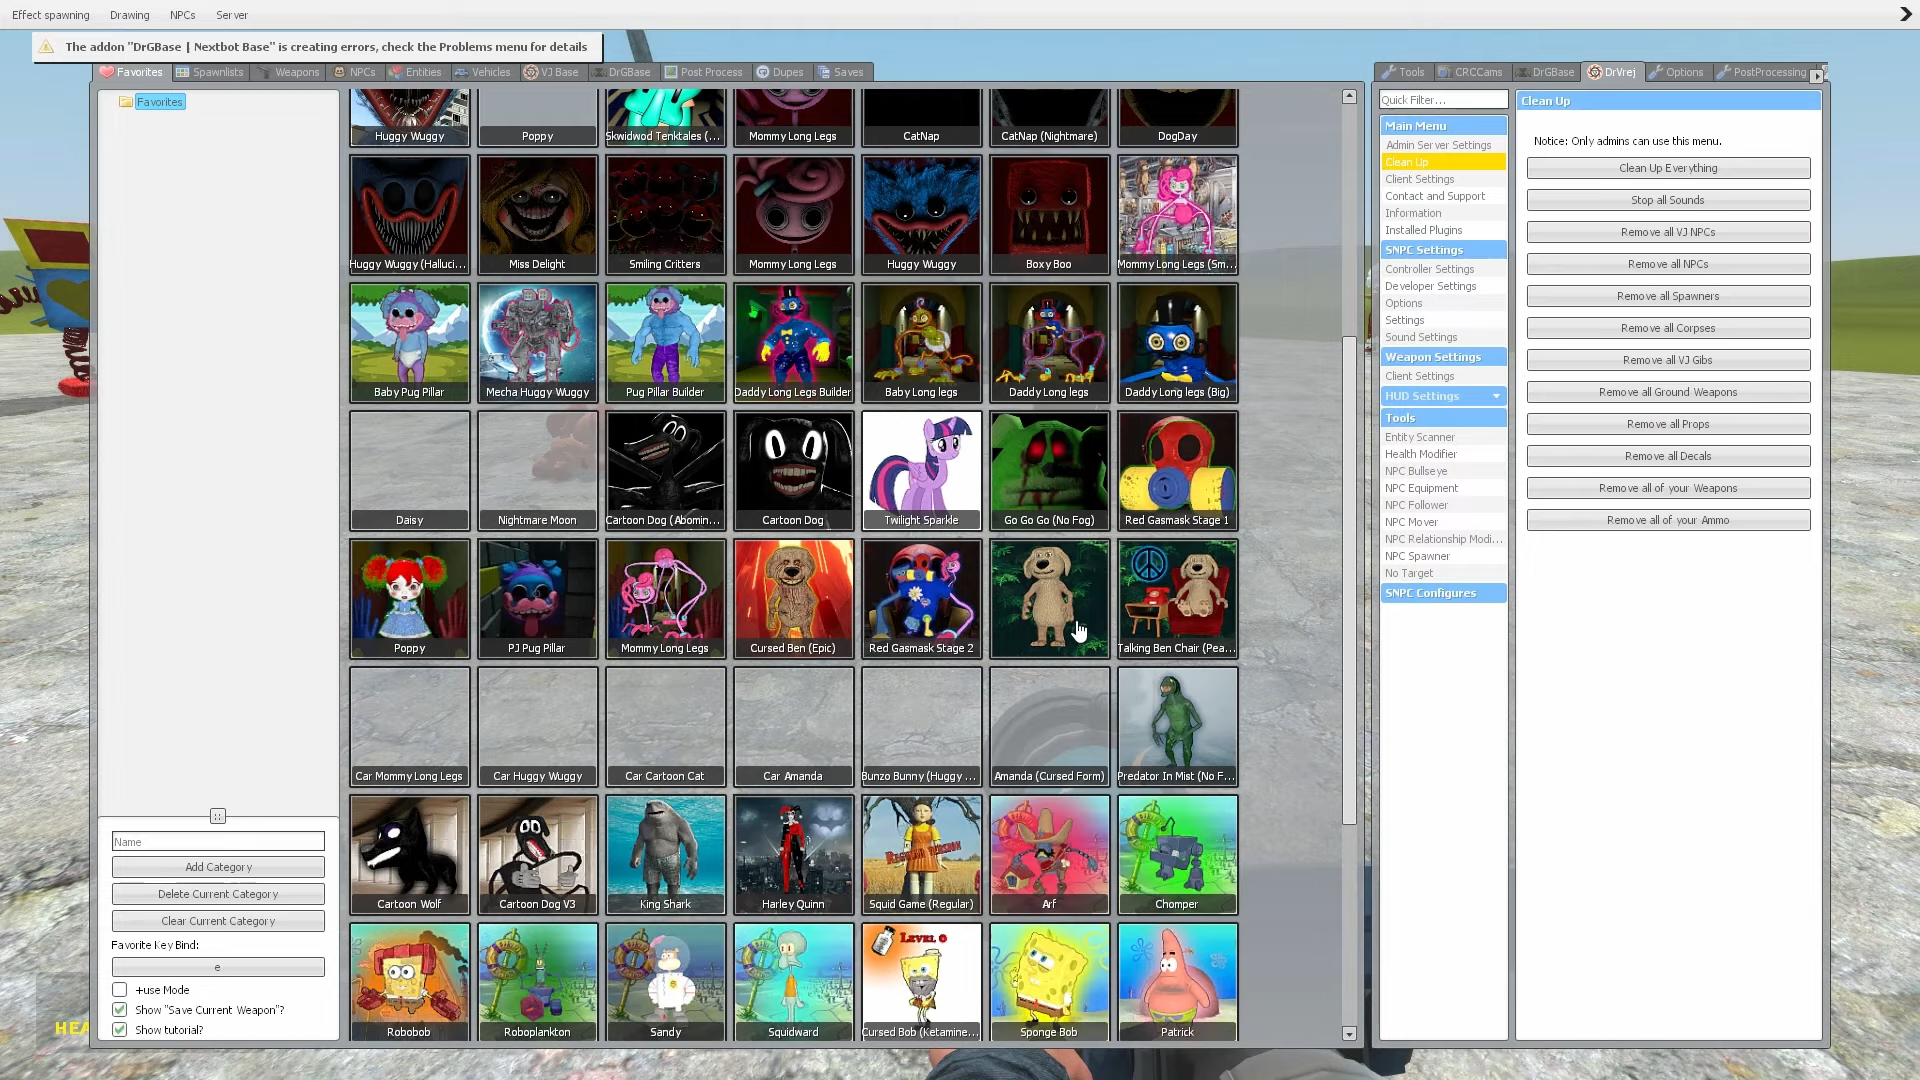 Effect spawning Drawing NPCs Server
The addon "DrGBase | Nextbot Base" is creating errors, check the Problems menu for details
Favorites Spawnlists Weapons NPCs Entities Vehicles VJ Base DrGBase Post Process Dupes Saves
Favorites
Huggy Wuggy Poppy Skwidwod Tenktales (... Mommy Long Legs CatNap CatNap (Nightmare) DogDay
Huggy Wuggy (Halluci... Miss Delight Smiling Critters Mommy Long Legs Huggy Wuggy Boxy Boo Mommy Long Legs (Sm...
Baby Pug Pillar Mecha Huggy Wuggy Pug Pillar Builder Daddy Long Legs Builder Baby Long legs Daddy Long legs Daddy Long legs (Big)
Daisy Nightmare Moon Cartoon Dog (Abomin... Cartoon Dog Twilight Sparkle Go Go Go (No Fog) Red Gasmask Stage 1
Poppy PJ Pug Pillar Mommy Long Legs Cursed Ben (Epic) Red Gasmask Stage 2 Talking Ben Chair (Pea...
Car Mommy Long Legs Car Huggy Wuggy Car Cartoon Cat Car Amanda Bunzo Bunny (Huggy ... Amanda (Cursed Form) Predator In Mist (No F...
REGULAR VERSION
Cartoon Wolf Cartoon Dog V3 King Shark Harley Quinn Squid Game (Regular) Arf Chomper
LEVEL 0
Robobob Roboplankton Sandy Squidward Cursed Bob (Ketamine... Sponge Bob Patrick
Name
Add Category
Delete Current Category
Clear Current Category
Favorite Key Bind:
e
+use Mode
Show "Save Current Weapon"?
Show tutorial?
HEA
Tools CRCCams DrGBase DrVrej Options PostProcessing
Quick Filter...
Main Menu
Admin Server Settings
Clean Up
Client Settings
Contact and Support
Information
Installed Plugins
SNPC Settings
Controller Settings
Developer Settings
Options
Settings
Sound Settings
Weapon Settings
Client Settings
HUD Settings
Tools
Entity Scanner
Health Modifier
NPC Bullseye
NPC Equipment
NPC Follower
NPC Mover
NPC Relationship Modi...
NPC Spawner
No Target
SNPC Configures
Clean Up
Notice: Only admins can use this menu.
Clean Up Everything
Stop all Sounds
Remove all VJ NPCs
Remove all NPCs
Remove all Spawners
Remove all Corpses
Remove all VJ Gibs
Remove all Ground Weapons
Remove all Props
Remove all Decals
Remove all of your Weapons
Remove all of your Ammo